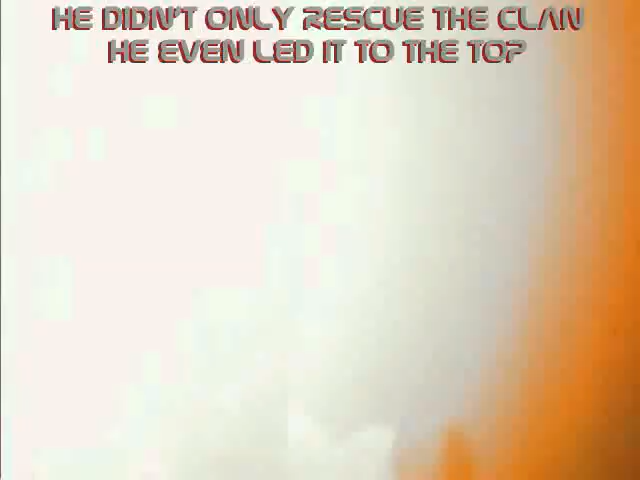 HE DIDN'T ONLY RESCUE THE CLAN
HE EVEN LED IT TO THE TOP